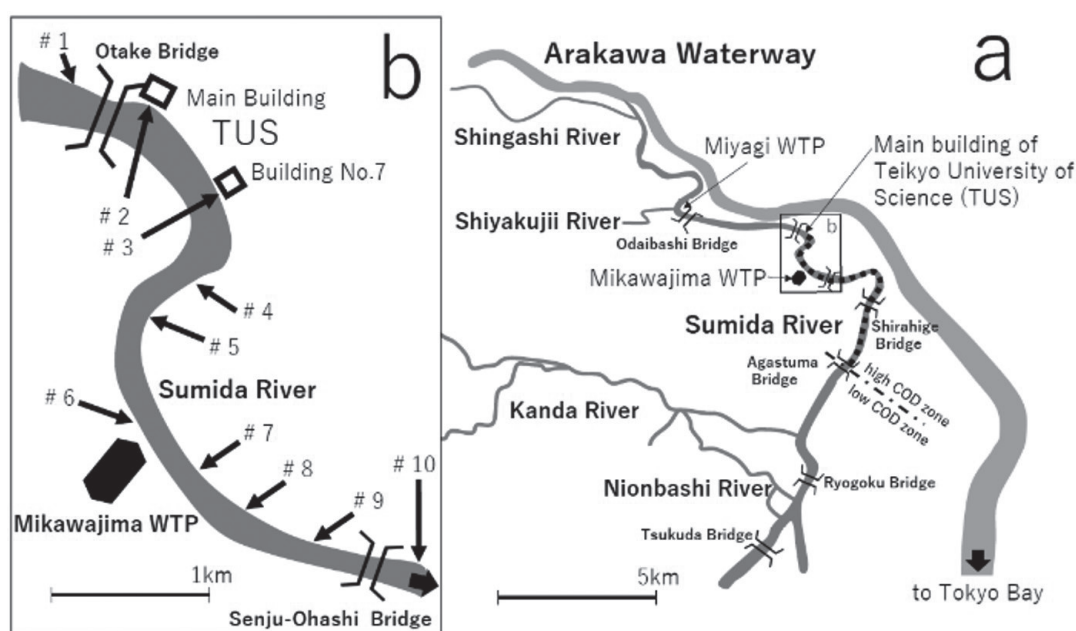 # 1
Otake Bridge
b
Main Building
TUS
Building No.7
# 2
# 3
# 4
# 5
Sumida River
# 6
# 7
# 8
# 9
# 10
Mikawajima WTP
1km
Senju-Ohashi Bridge
a
Arakawa Waterway
Shingashi River
Miyagi WTP
Main building of
Teikyo University of
Science (TUS)
Shiyakujii River
Odaibashi Bridge
b
Mikawajima WTP
Sumida River
Shirahige
Bridge
Agastuma
Bridge
high COD zone
low COD zone
Kanda River
Nionbashi River
Ryogoku Bridge
Tsukuda Bridge
5km
to Tokyo Bay